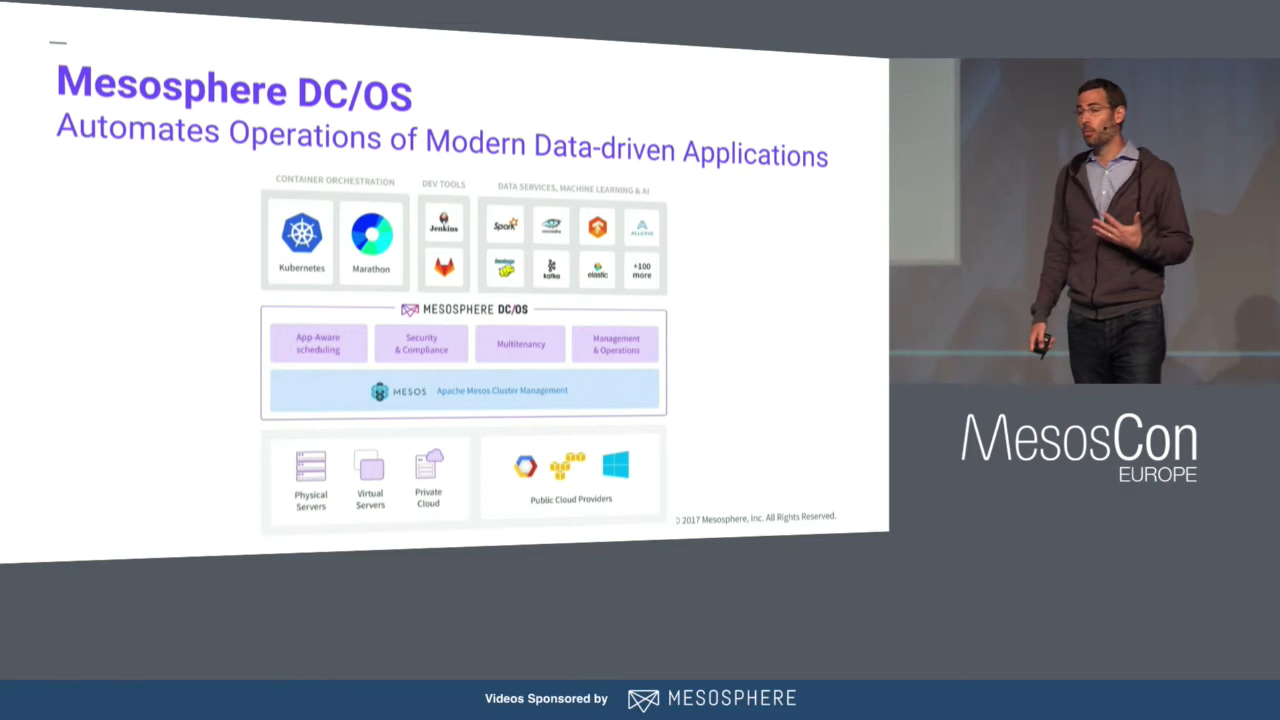 Mesosphere DC/OS
Automates Operations of Modern Data-driven Applications
CONTAINER ORCHESTRATION
DEV TOOLS
DATA SERVICES, MACHINE LEARNING & AI
Kubernetes
Marathon
Jenkins
Spark
cassandra
ALLUXIO
kafka
elastic
+100
more
MESOSPHERE DC/OS
App-Aware
scheduling
Security
& Compliance
Multitenancy
Management
& Operations
MESOS Apache Mesos Cluster Management
Physical
Servers
Virtual
Servers
Private
Cloud
Public Cloud Providers
© 2017 Mesosphere, Inc. All Rights Reserved.
MesosCon
EUROPE
Videos Sponsored by MESOSPHERE